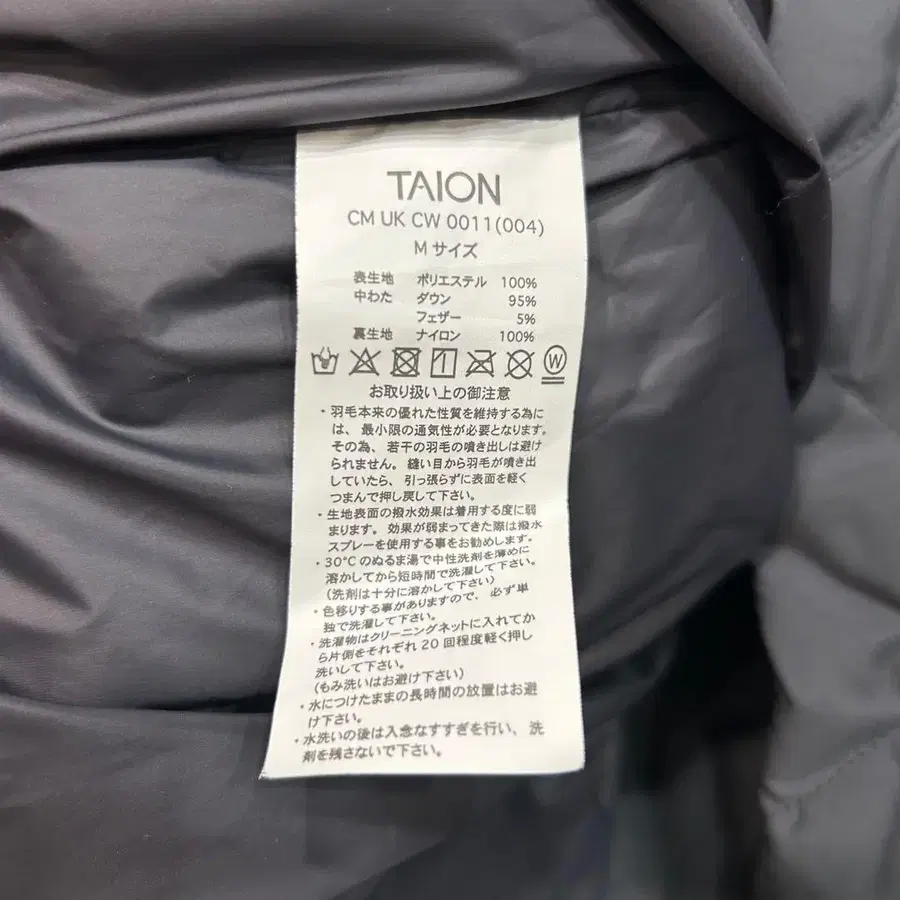 TAION
CM UK CW 0011(004)
M サイズ
表生地 ポリエステル 100%
中わた ダウン 95%
フェザー 5%
裏生地 ナイロン 100%
W
お取り扱い上の御注意
・羽毛本来の優れた性質を維持する為に
は、最小限の通気性が必要となります。
その為、若干の羽毛の噴き出しは避け
られません。縫い目から羽毛が噴き出
していたら、引っ張らずに表面を軽く
つまんで押し戻して下さい。
・生地表面の撥水効果は着用する度に弱
まります。効果が弱まってきた際は撥水
スプレーを使用する事をお勧めします。
・30°Cのぬるま湯で中性洗剤を薄めに
溶かしてから短時間で洗濯して下さい。
(洗剤は十分に溶かして下さい)
・色移りする事がありますので、必ず単
独で洗濯して下さい。
・洗濯物はクリーニングネットに入れてか
ら片側をそれぞれ20回程度軽く押し
洗いして下さい。
(もみ洗いはお避け下さい)
・水につけたままの長時間の放置はお避
け下さい。
・水洗いの後は入念なすすぎを行い、洗
剤を残さないで下さい。